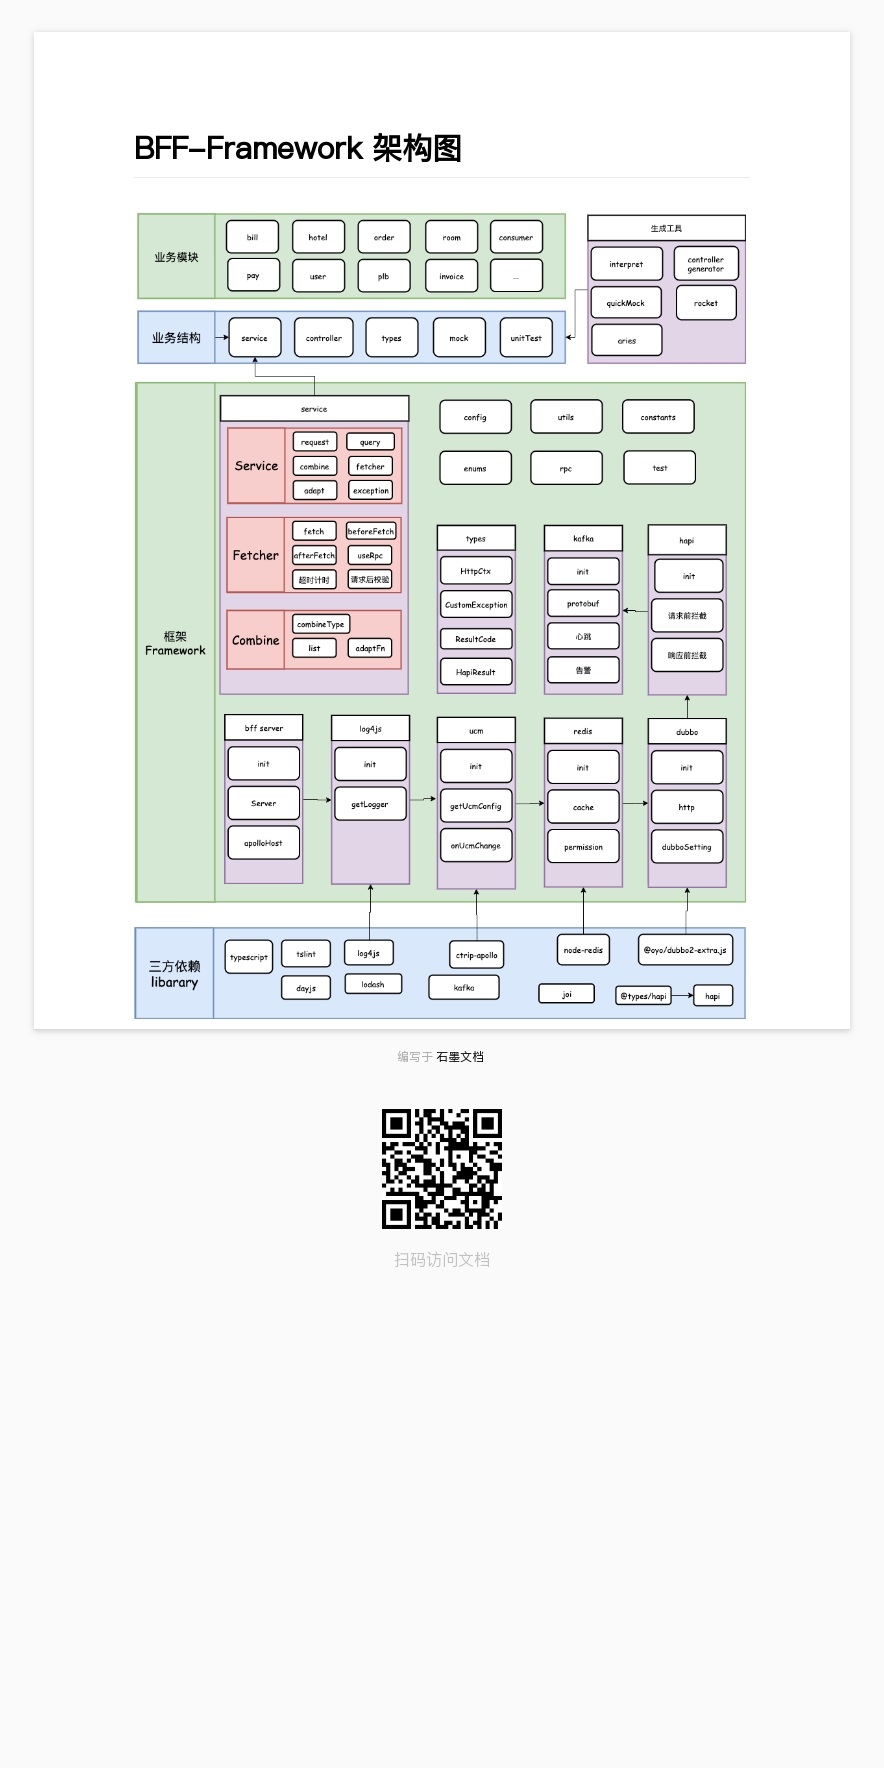 BFF-Framework 架构图
业务模块
bill
hotel
order
room
consumer
pay
user
plb
invoice
...
生成工具
interpret
controller
generator
quickMock
rocket
aries
业务结构
service
controller
types
mock
unitTest
框架
Framework
service
Service
request
query
combine
fetcher
adapt
exception
Fetcher
fetch
beforeFetch
afterFetch
useRpc
超时计时
请求后校验
Combine
combineType
list
adaptFn
config
utils
constants
enums
rpc
test
types
HttpCtx
CustomException
ResultCode
HapiResult
kafka
init
protobuf
心跳
告警
hapi
init
请求前拦截
响应前拦截
bff server
init
Server
apolloHost
log4js
init
getLogger
ucm
init
getUcmConfig
onUcmChange
redis
init
cache
permission
dubbo
init
http
dubboSetting
三方依赖
libarary
typescript
tslint
log4js
ctrip-apollo
node-redis
@oyo/dubbo2-extra.js
dayjs
lodash
kafka
joi
@types/hapi
hapi
编写于 石墨文档
扫码访问文档